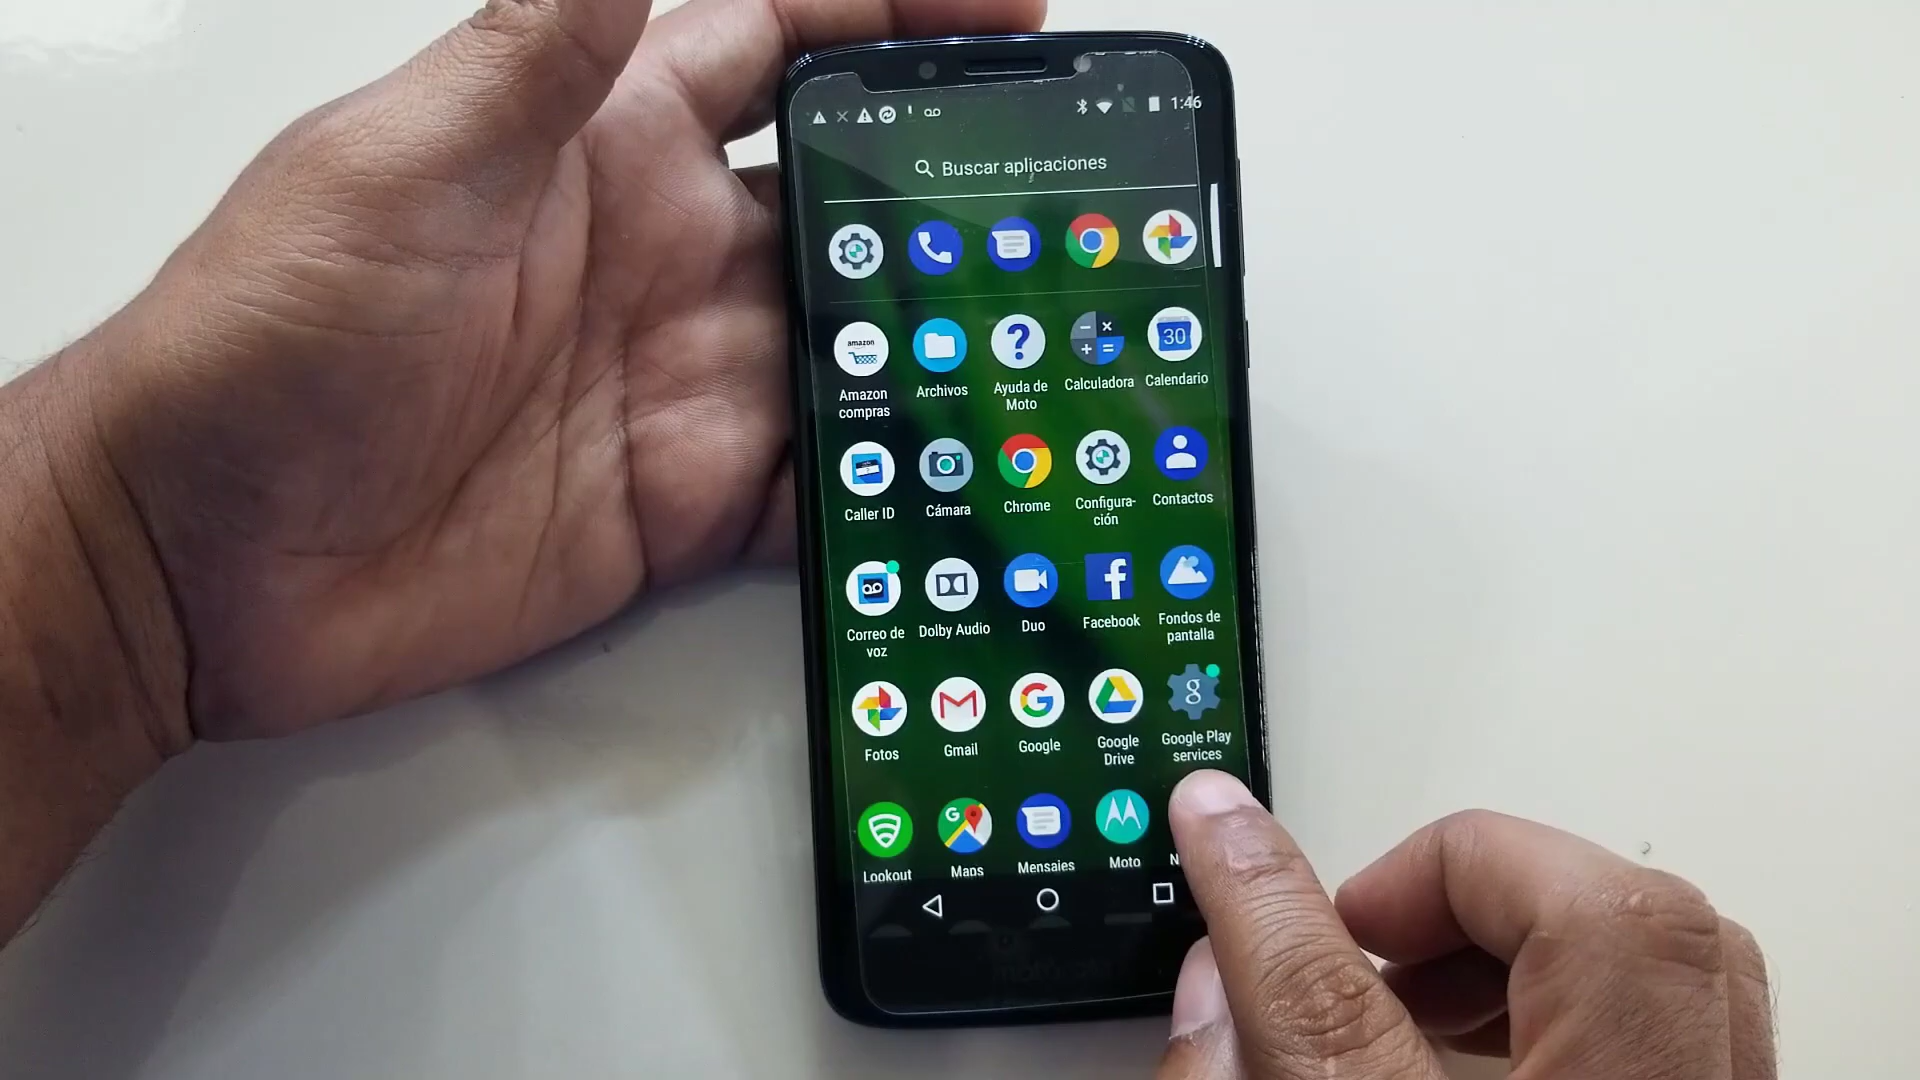 1:46
Buscar aplicaciones
amazon
30
Amazon
compras
Archivos
Ayuda de
Moto
Calculadora
Calendario
Caller ID
Cámara
Chrome
Configura-
ción
Contactos
Correo de
voz
Dolby Audio
Duo
Facebook
Fondos de
pantalla
Fotos
Gmail
Google
Google
Drive
Google Play
services
Lookout
Maps
Mensajes
Moto